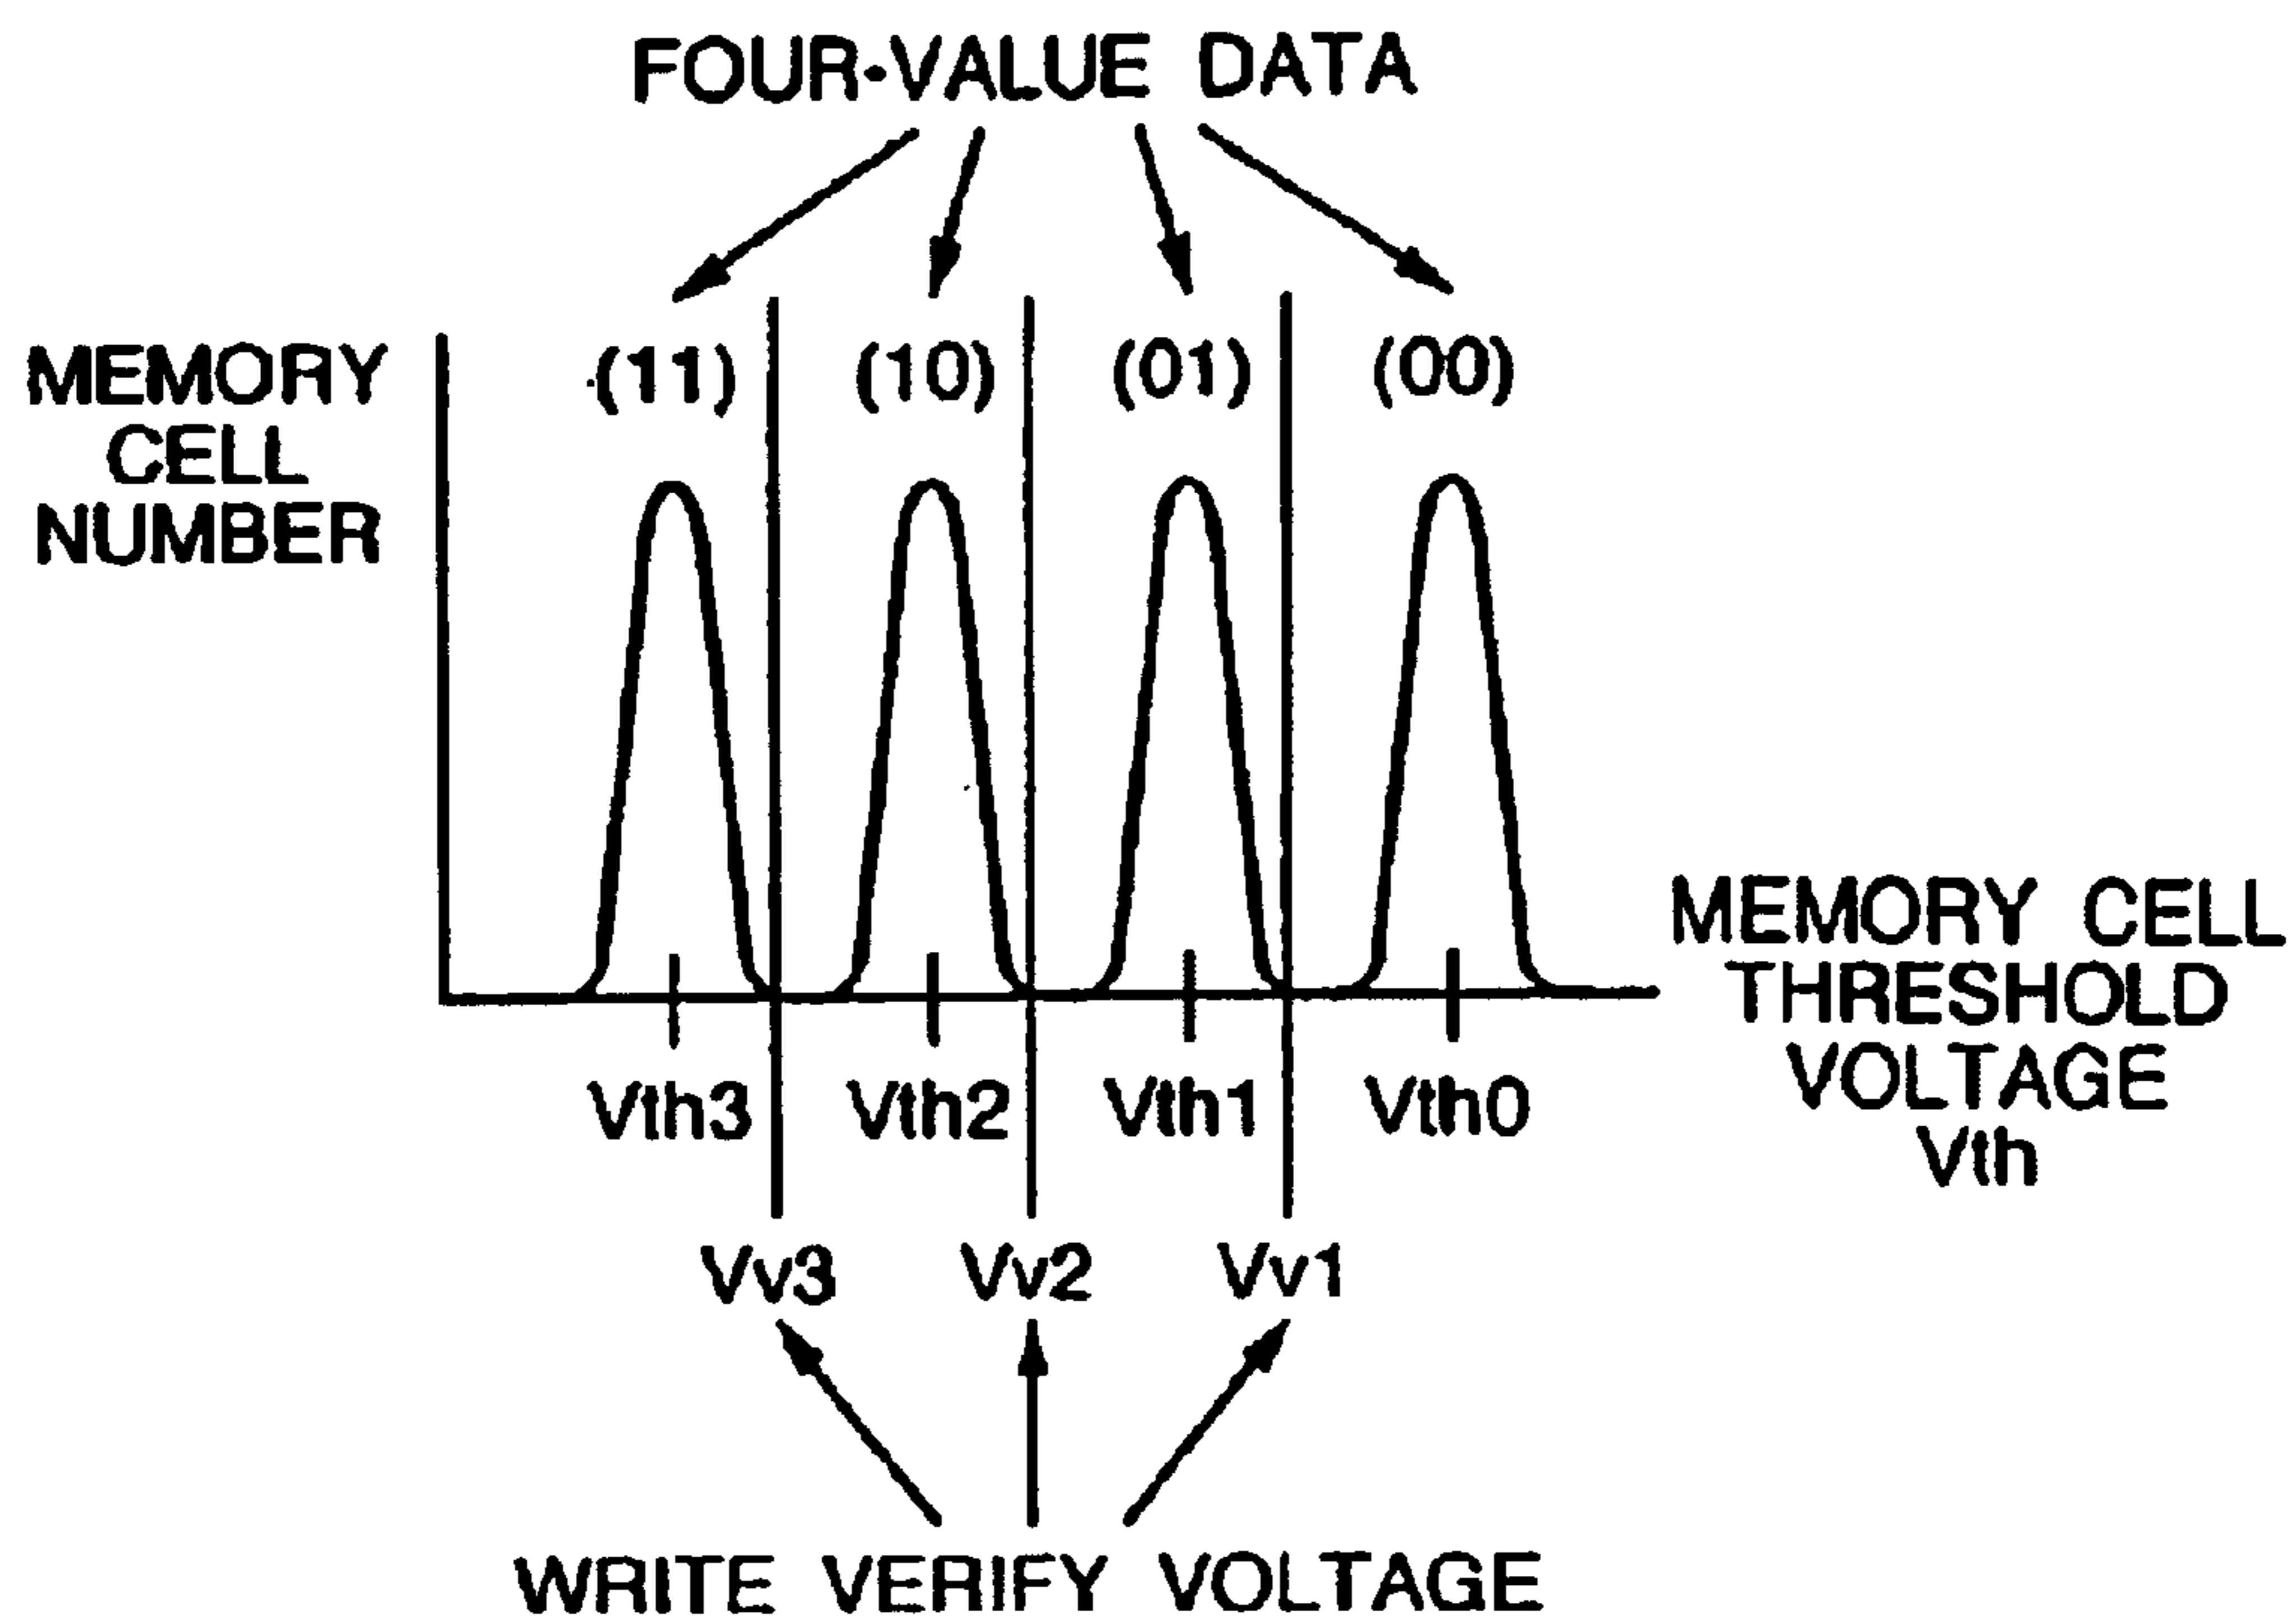 FOUR-VALUE DATA
MEMORY
CELL
NUMBER
(11) (10) (01) (00)
MEMORY CELL
THRESHOLD
VOLTAGE
Vth
Vth3 Vth2 Vth1 Vth0
Vv3 Vv2 Vv1
WRITE VERIFY VOLTAGE